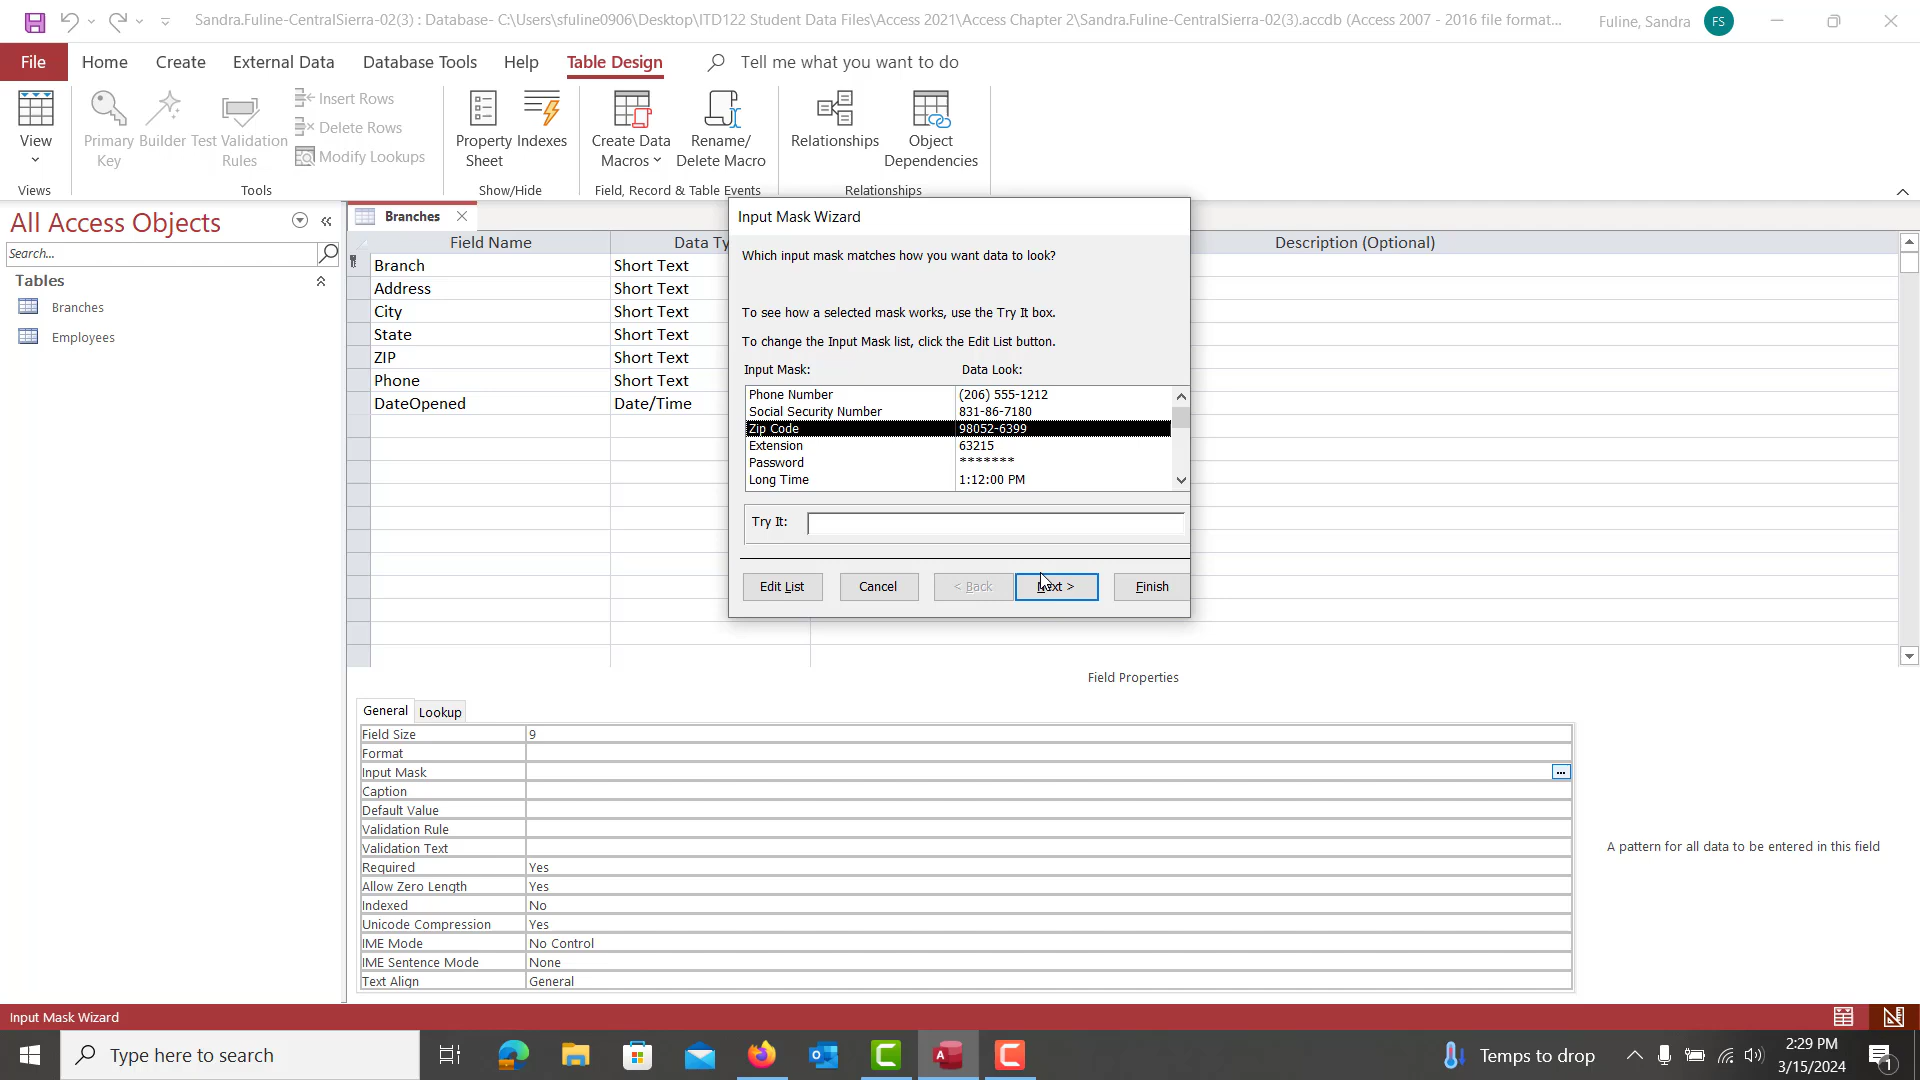 Sandra.Fuline-CentralSierra-02(3) : Database- C:\Users\sfuline0906\Desktop\ITD122 Student Data Files\Access 2021\Access Chapter 2\Sandra.Fuline-CentralSierra-02(3).accdb (Access 2007 - 2016 file format...
Fuline, Sandra
FS
File Home Create External Data Database Tools Help Table Design Tell me what you want to do
View
Views
Primary Key
Builder
Test Validation Rules
Insert Rows
Delete Rows
Modify Lookups
Tools
Property Sheet
Indexes
Show/Hide
Create Data Macros
Rename/ Delete Macro
Field, Record & Table Events
Relationships
Object Dependencies
Relationships
All Access Objects
Search...
Tables
Branches
Employees
Branches
Field Name Data Ty Description (Optional)
Branch Short Text
Address Short Text
City Short Text
State Short Text
ZIP Short Text
Phone Short Text
DateOpened Date/Time
Input Mask Wizard
Which input mask matches how you want data to look?
To see how a selected mask works, use the Try It box.
To change the Input Mask list, click the Edit List button.
Input Mask: Data Look:
Phone Number (206) 555-1212
Social Security Number 831-86-7180
Zip Code 98052-6399
Extension 63215
Password *******
Long Time 1:12:00 PM
Try It:
Edit List Cancel < Back Next > Finish
Field Properties
General Lookup
Field Size 9
Format
Input Mask ...
Caption
Default Value
Validation Rule
Validation Text
Required Yes
Allow Zero Length Yes
Indexed No
Unicode Compression Yes
IME Mode No Control
IME Sentence Mode None
Text Align General
A pattern for all data to be entered in this field
Input Mask Wizard
Type here to search
Temps to drop
2:29 PM
3/15/2024
1